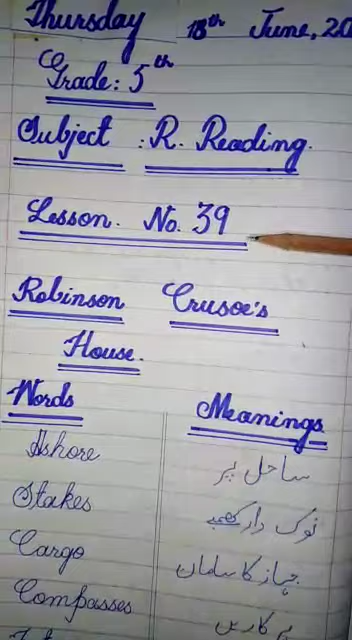 Thursday 18th June, 20
Grade: 5th
Subject : R. Reading.
Lesson. No. 39
Robinson Crusoe's
House.
Words Meanings
Ashore ساحل پر
Stakes نوک دار کھمبے
Cargo جہاز کا سامان
Compasses پرکاریں